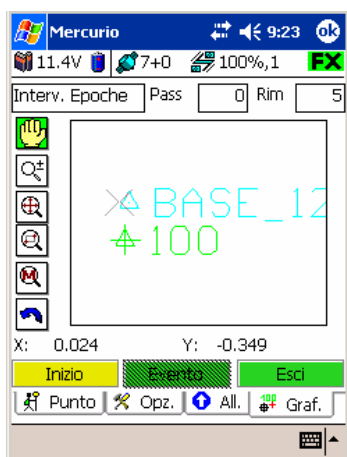 Mercurio 9:23 ok
11.4V 7+0 100%,1 FX
Interv. Epoche Pass 0 Rim 5
BASE_12
100
M
X: 0.024 Y: -0.349
Inizio Evento Esci
Punto Opz. All. 100 Graf.